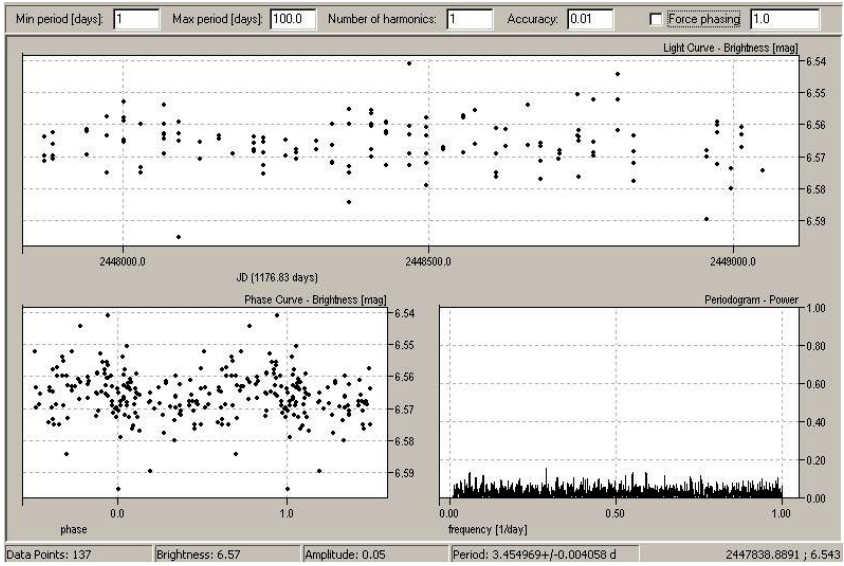 Min period [days]: 1 Max period [days]: 100.0 Number of harmonics: 1 Accuracy: 0.01 Force phasing 1.0
Light Curve - Brightness [mag]
6.54
6.55
6.56
6.57
6.58
6.59
2448000.0 2448500.0 2449000.0
JD (1176.83 days)
Phase Curve - Brightness [mag]
6.54
6.55
6.56
6.57
6.58
6.59
0.0 1.0
phase
Periodogram - Power
1.00
0.80
0.60
0.40
0.20
0.00
0.00 0.50 1.00
frequency [1/day]
Data Points: 137 Brightness: 6.57 Amplitude: 0.05 Period: 3.454969+/-0.004058 d 2447838.8891 ; 6.543